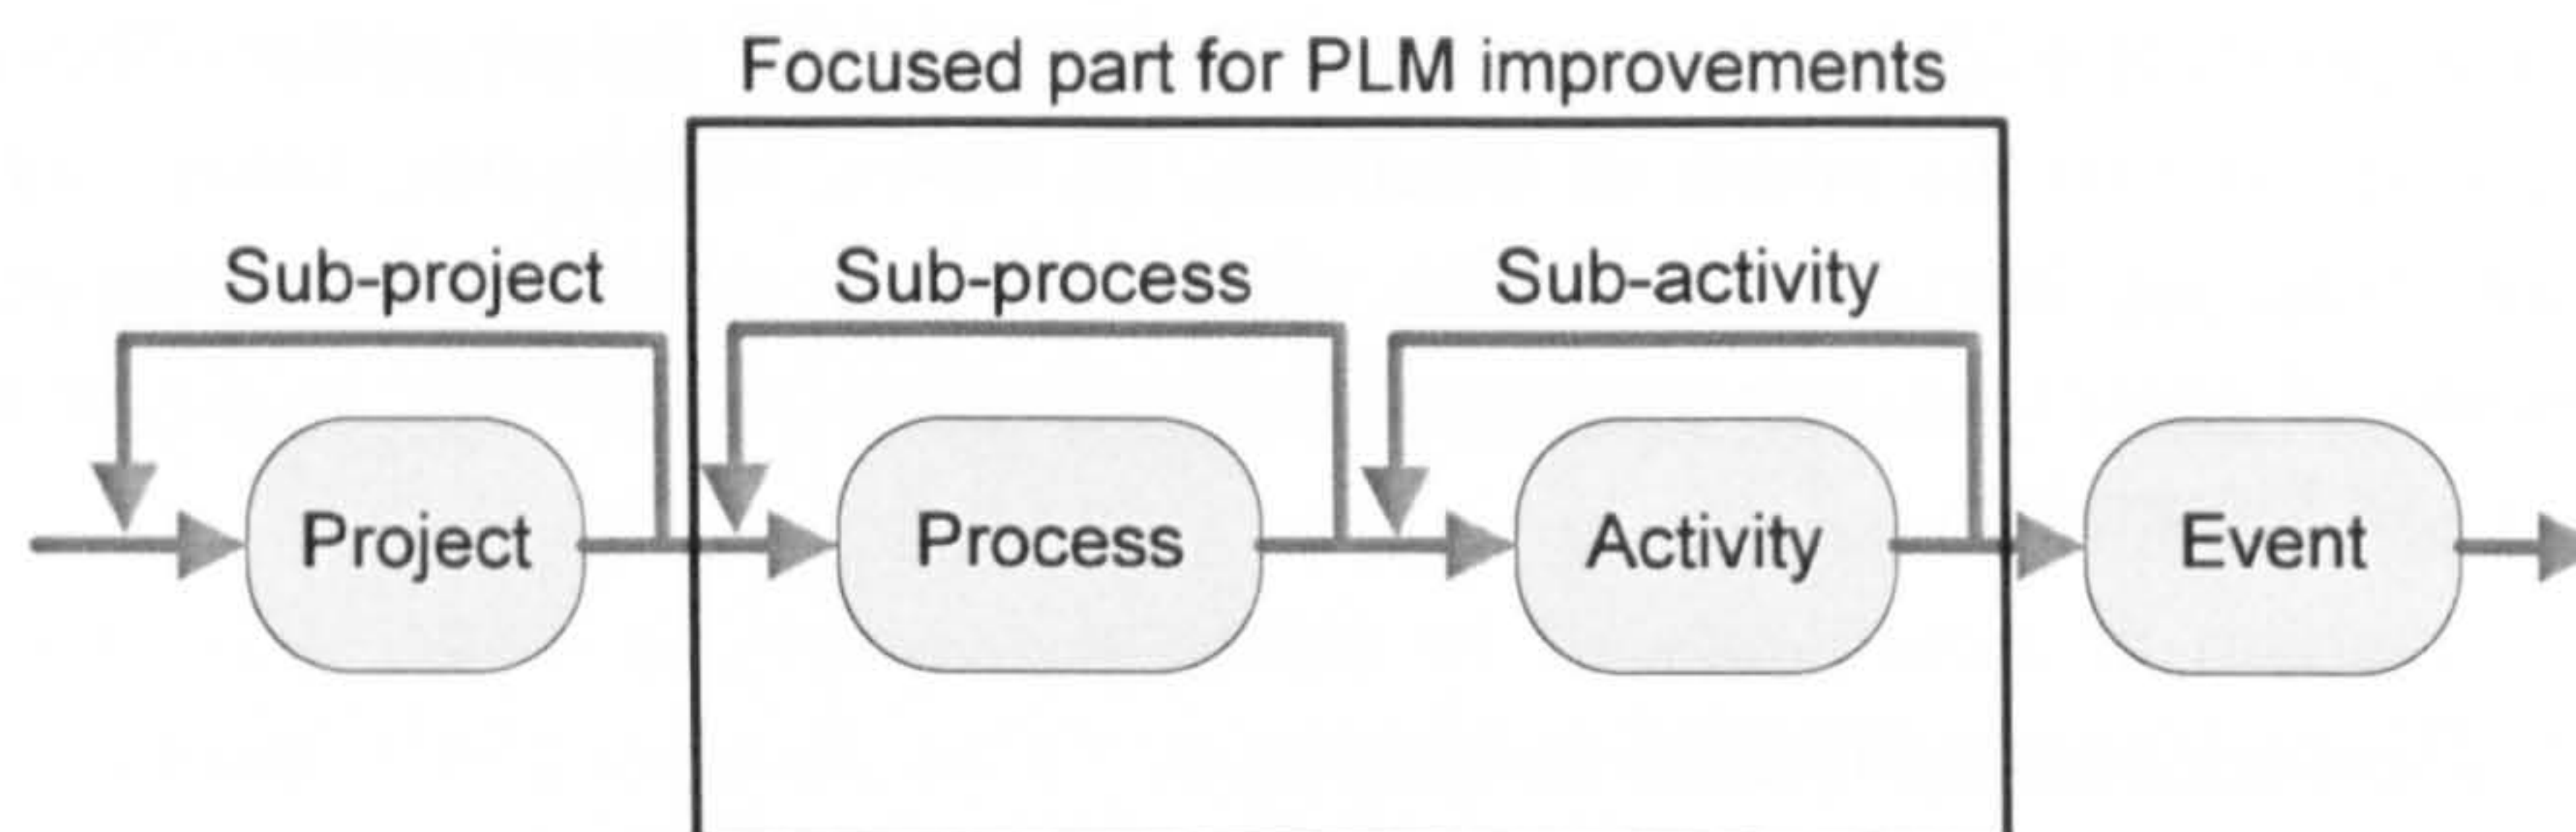 Focused part for PLM improvements
Sub-project
Sub-process
Sub-activity
Project
Process
Activity
Event